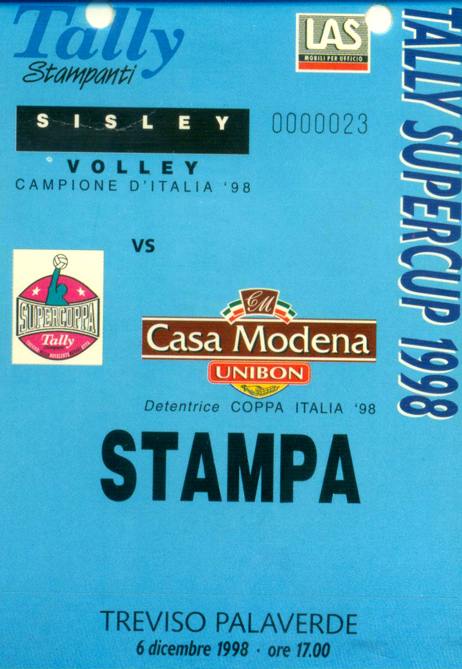 Tally
Stampanti
LAS
MOBILI PER UFFICIO
TALLY SUPERCUP 1998
SISLEY
0000023
VOLLEY
CAMPIONE D'ITALIA '98
VS
SUPERCOPPA
Tally
CM
Casa Modena
UNIBON
Detentrice COPPA ITALIA '98
STAMPA
TREVISO PALAVERDE
6 dicembre 1998 · ore 17.00